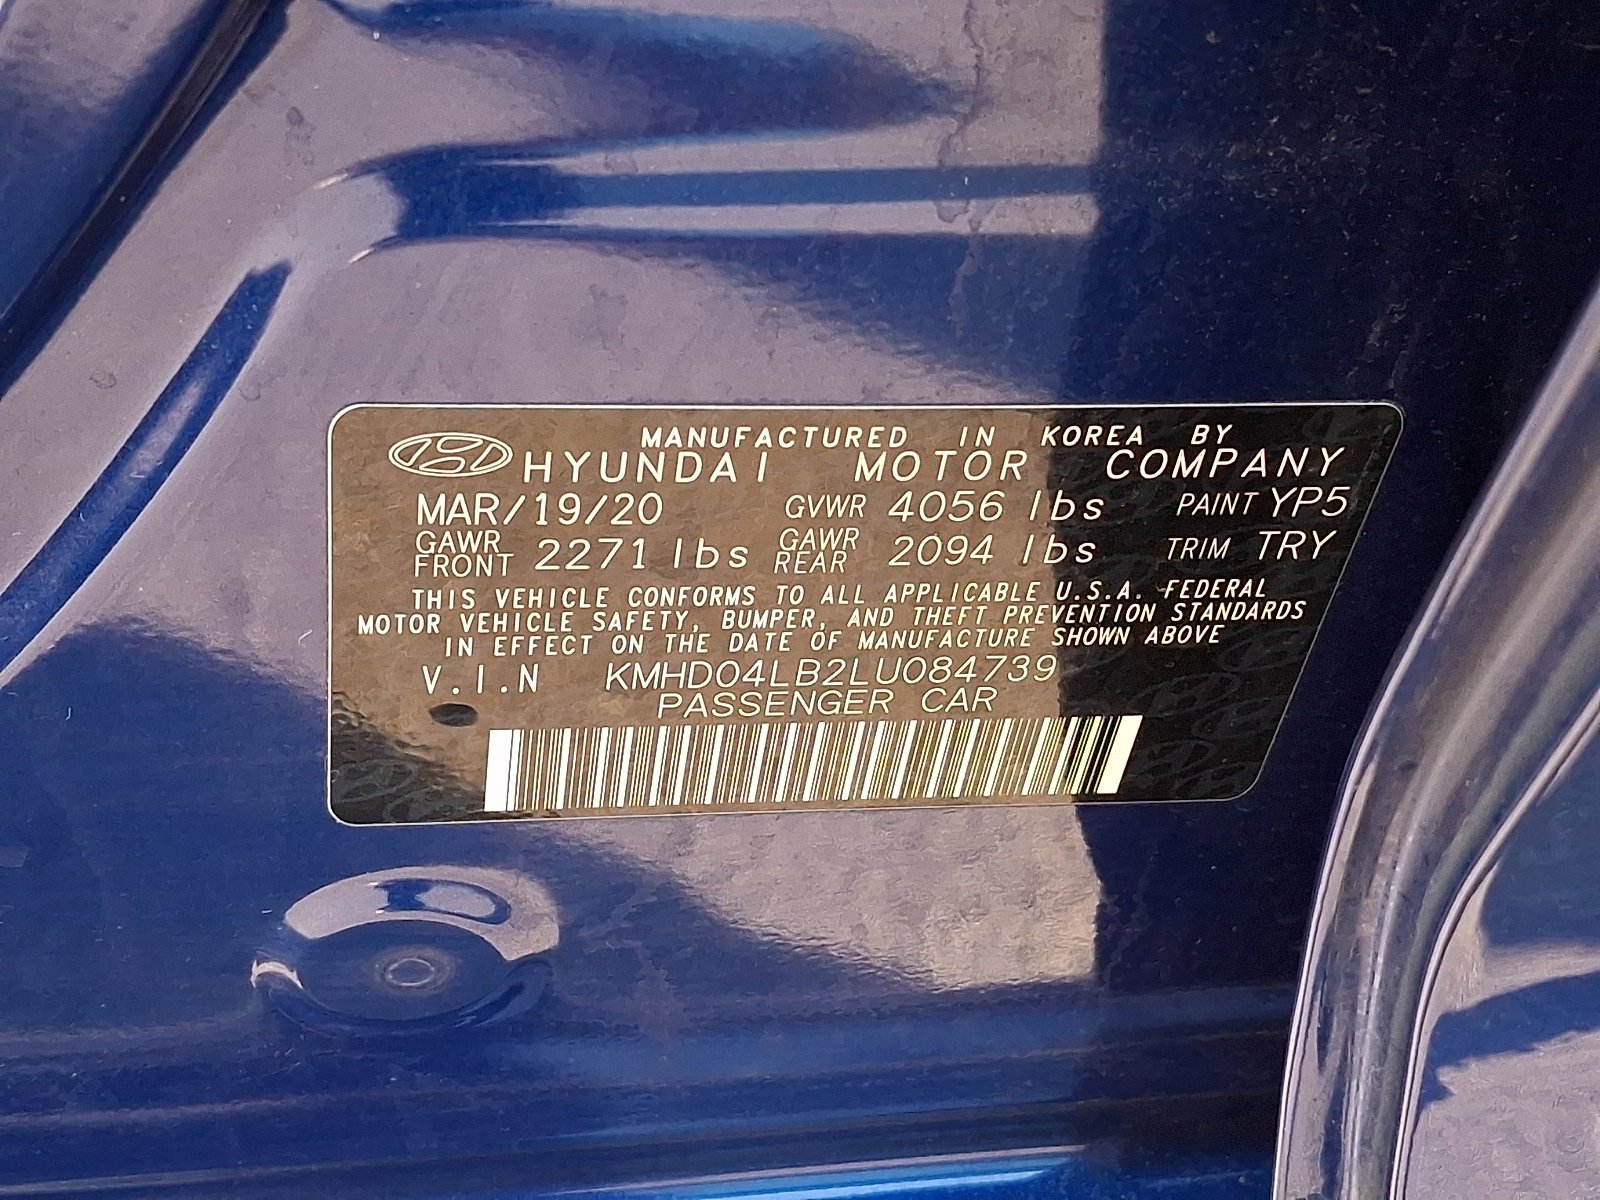 MANUFACTURED IN KOREA BY
HYUNDAI MOTOR COMPANY
MAR/19/20 GVWR 4056 lbs PAINT YP5
GAWR FRONT 2271 lbs GAWR REAR 2094 lbs TRIM TRY
THIS VEHICLE CONFORMS TO ALL APPLICABLE U.S.A. FEDERAL
MOTOR VEHICLE SAFETY, BUMPER, AND THEFT PREVENTION STANDARDS
IN EFFECT ON THE DATE OF MANUFACTURE SHOWN ABOVE
V.I.N KMHD04LB2LU084739
PASSENGER CAR